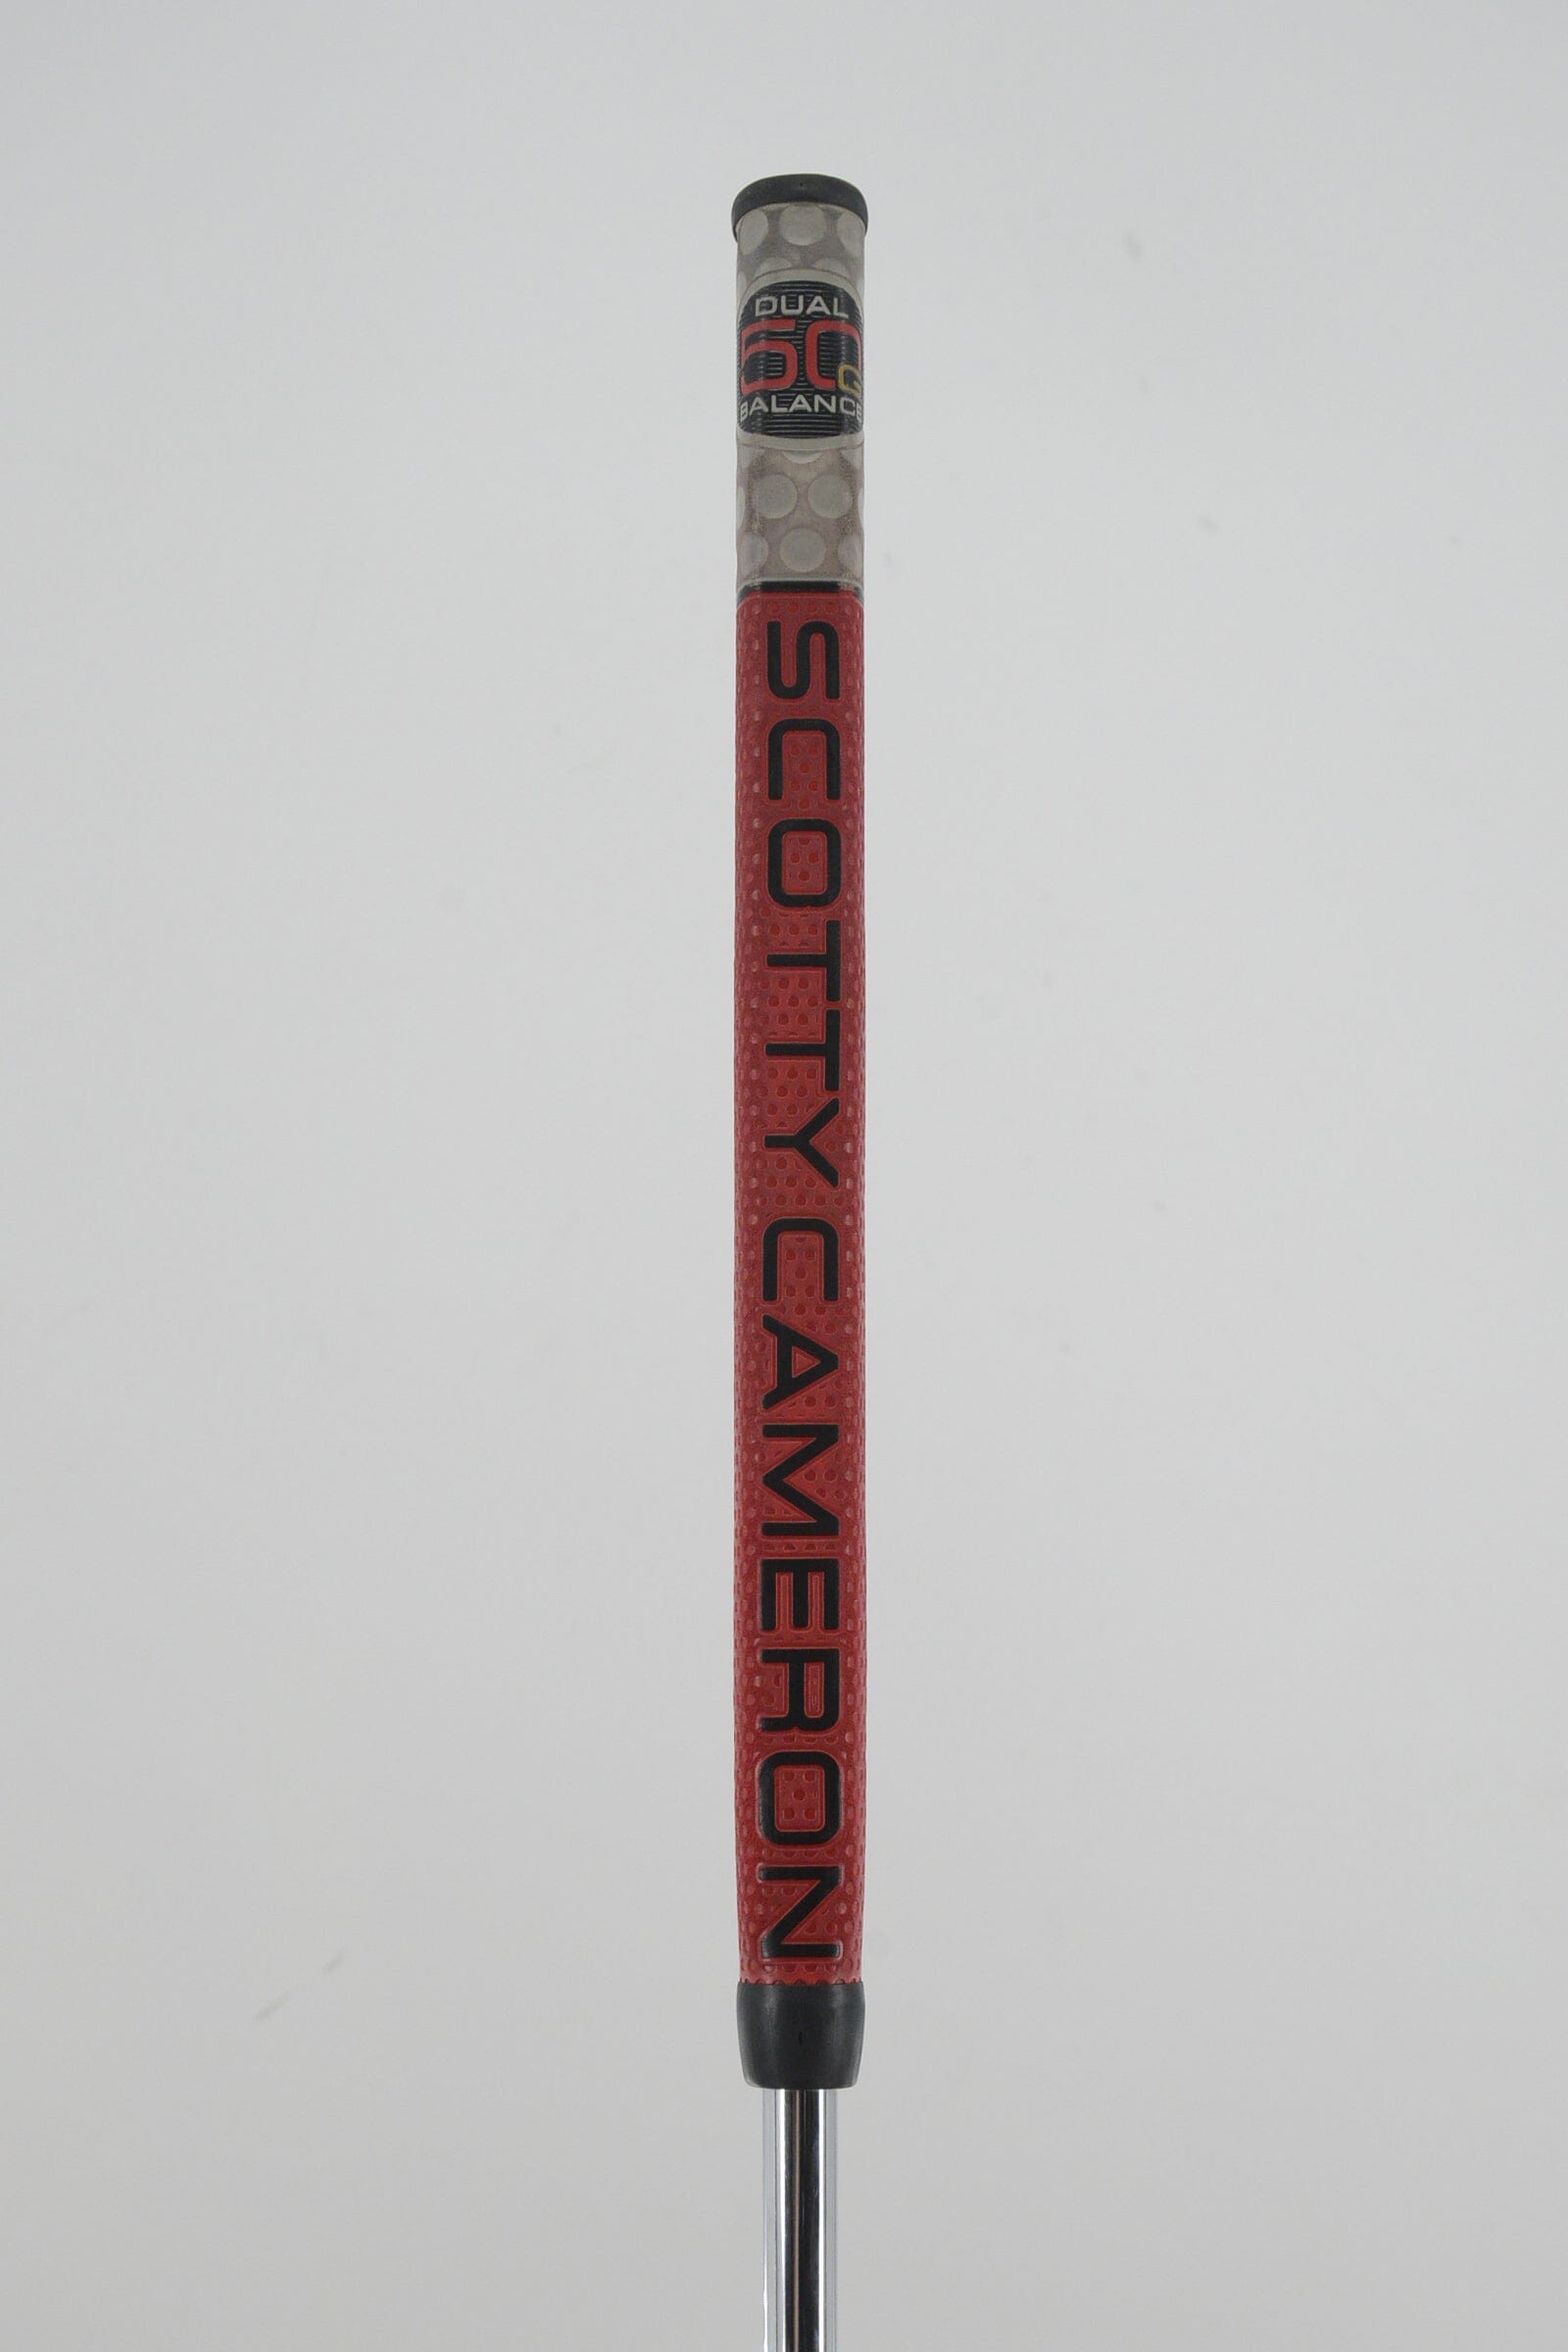 DUAL
50G
BALANCE
SCOTTY CAMERON